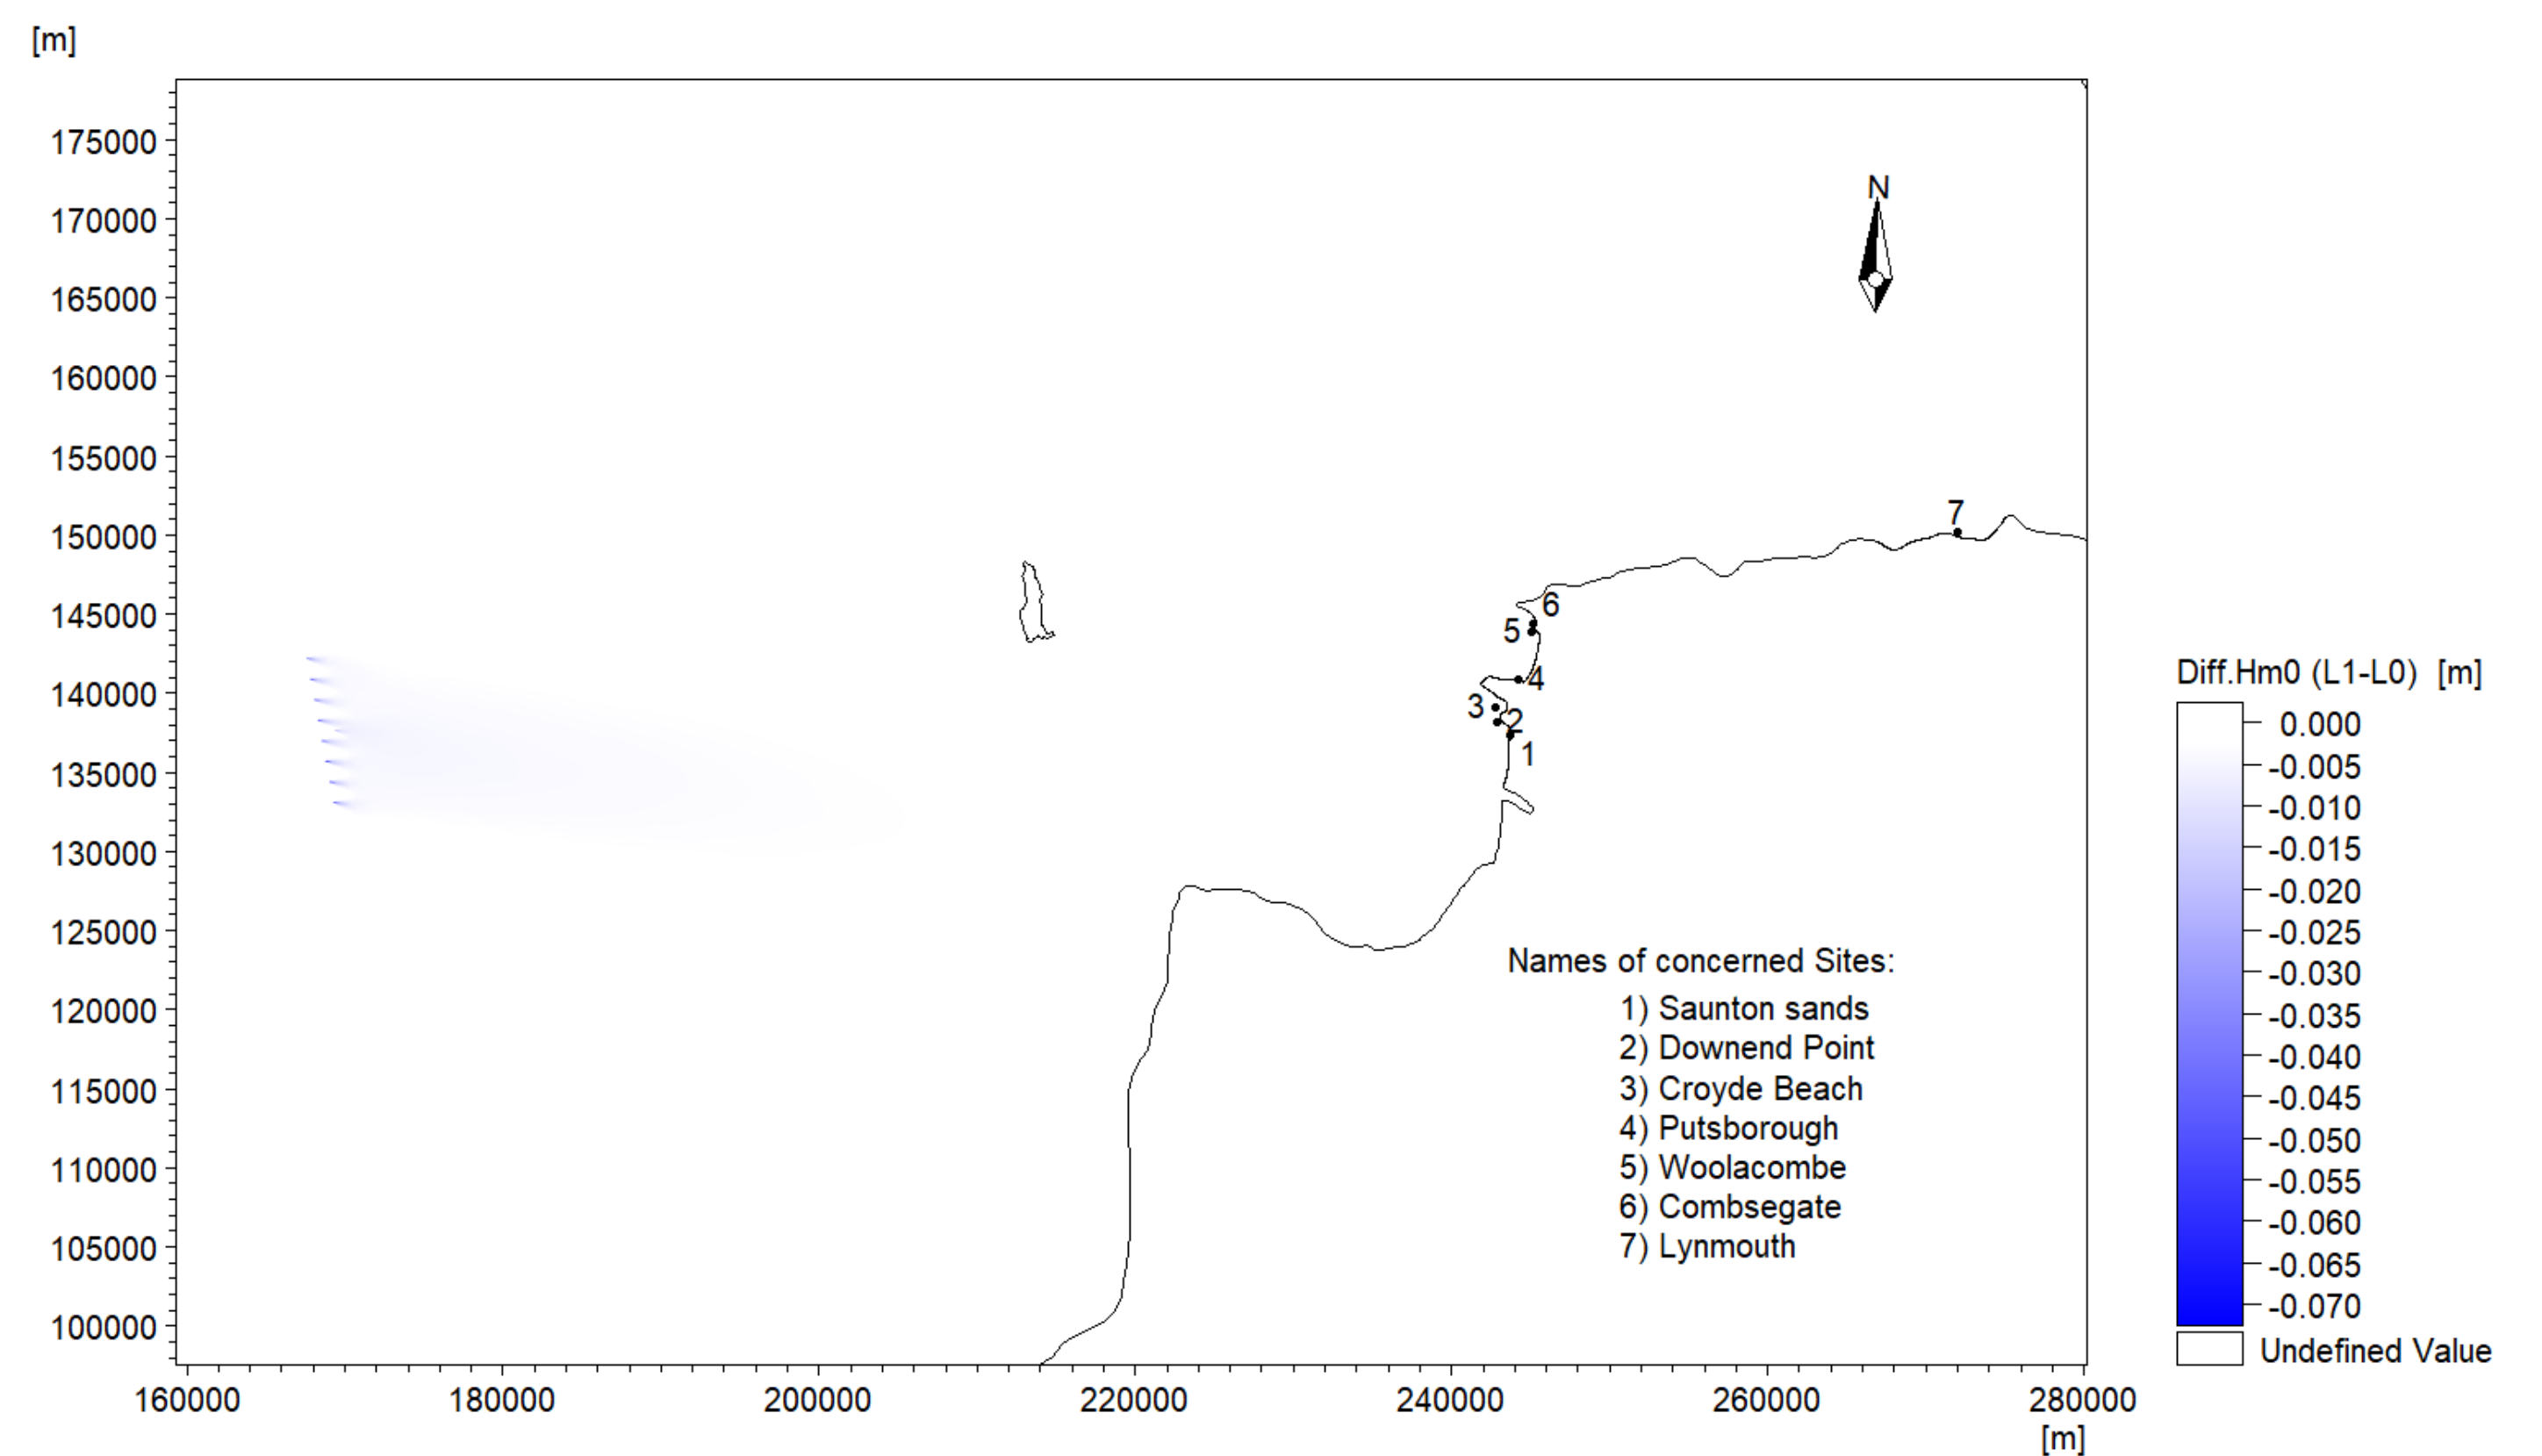 [m]
175000
170000
165000
160000
155000
150000
145000
140000
135000
130000
125000
120000
115000
110000
105000
100000
160000 180000 200000 220000 240000 260000 280000
[m]
N
7
6
5
4
3
2
1
Names of concerned Sites:
1) Saunton sands
2) Downend Point
3) Croyde Beach
4) Putsborough
5) Woolacombe
6) Combsegate
7) Lynmouth
Diff.Hm0 (L1-L0) [m]
0.000
-0.005
-0.010
-0.015
-0.020
-0.025
-0.030
-0.035
-0.040
-0.045
-0.050
-0.055
-0.060
-0.065
-0.070
Undefined Value